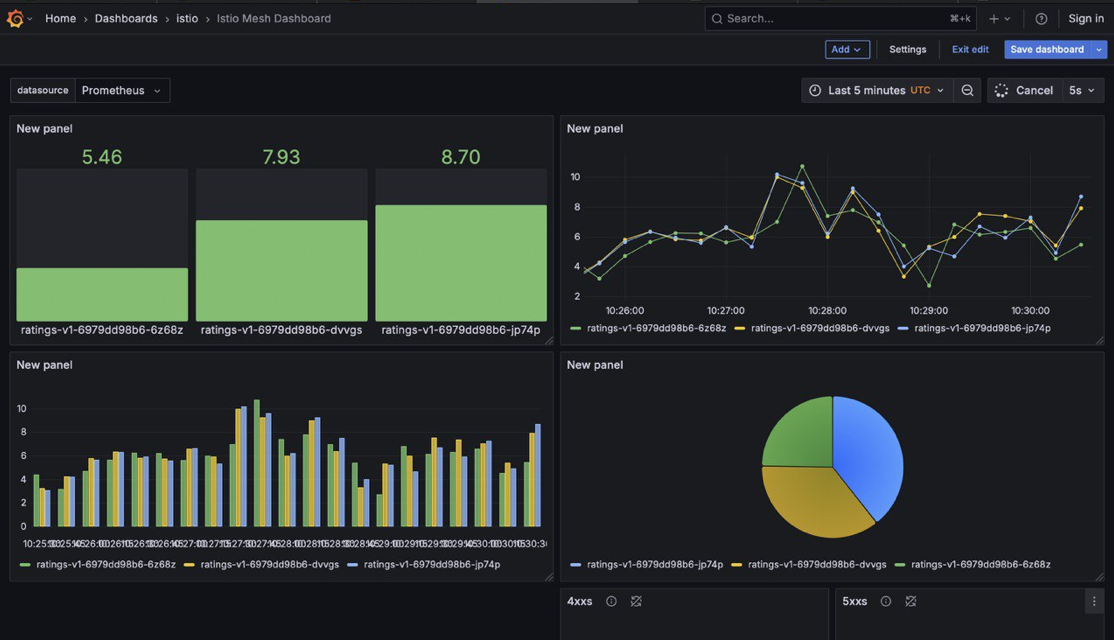 Home › Dashboards › istio › Istio Mesh Dashboard
Search... ⌘+k
Sign in
Add Settings Exit edit Save dashboard
datasource Prometheus
Last 5 minutes UTC Cancel 5s
New panel
5.46 7.93 8.70
ratings-v1-6979dd98b6-6z68z ratings-v1-6979dd98b6-dvvgs ratings-v1-6979dd98b6-jp74p
New panel
10
8
6
4
2
10:26:00 10:27:00 10:28:00 10:29:00 10:30:00
ratings-v1-6979dd98b6-6z68z ratings-v1-6979dd98b6-dvvgs ratings-v1-6979dd98b6-jp74p
New panel
10
8
6
4
2
0
ratings-v1-6979dd98b6-6z68z ratings-v1-6979dd98b6-dvvgs ratings-v1-6979dd98b6-jp74p
New panel
ratings-v1-6979dd98b6-jp74p ratings-v1-6979dd98b6-dvvgs ratings-v1-6979dd98b6-6z68z
4xxs
5xxs